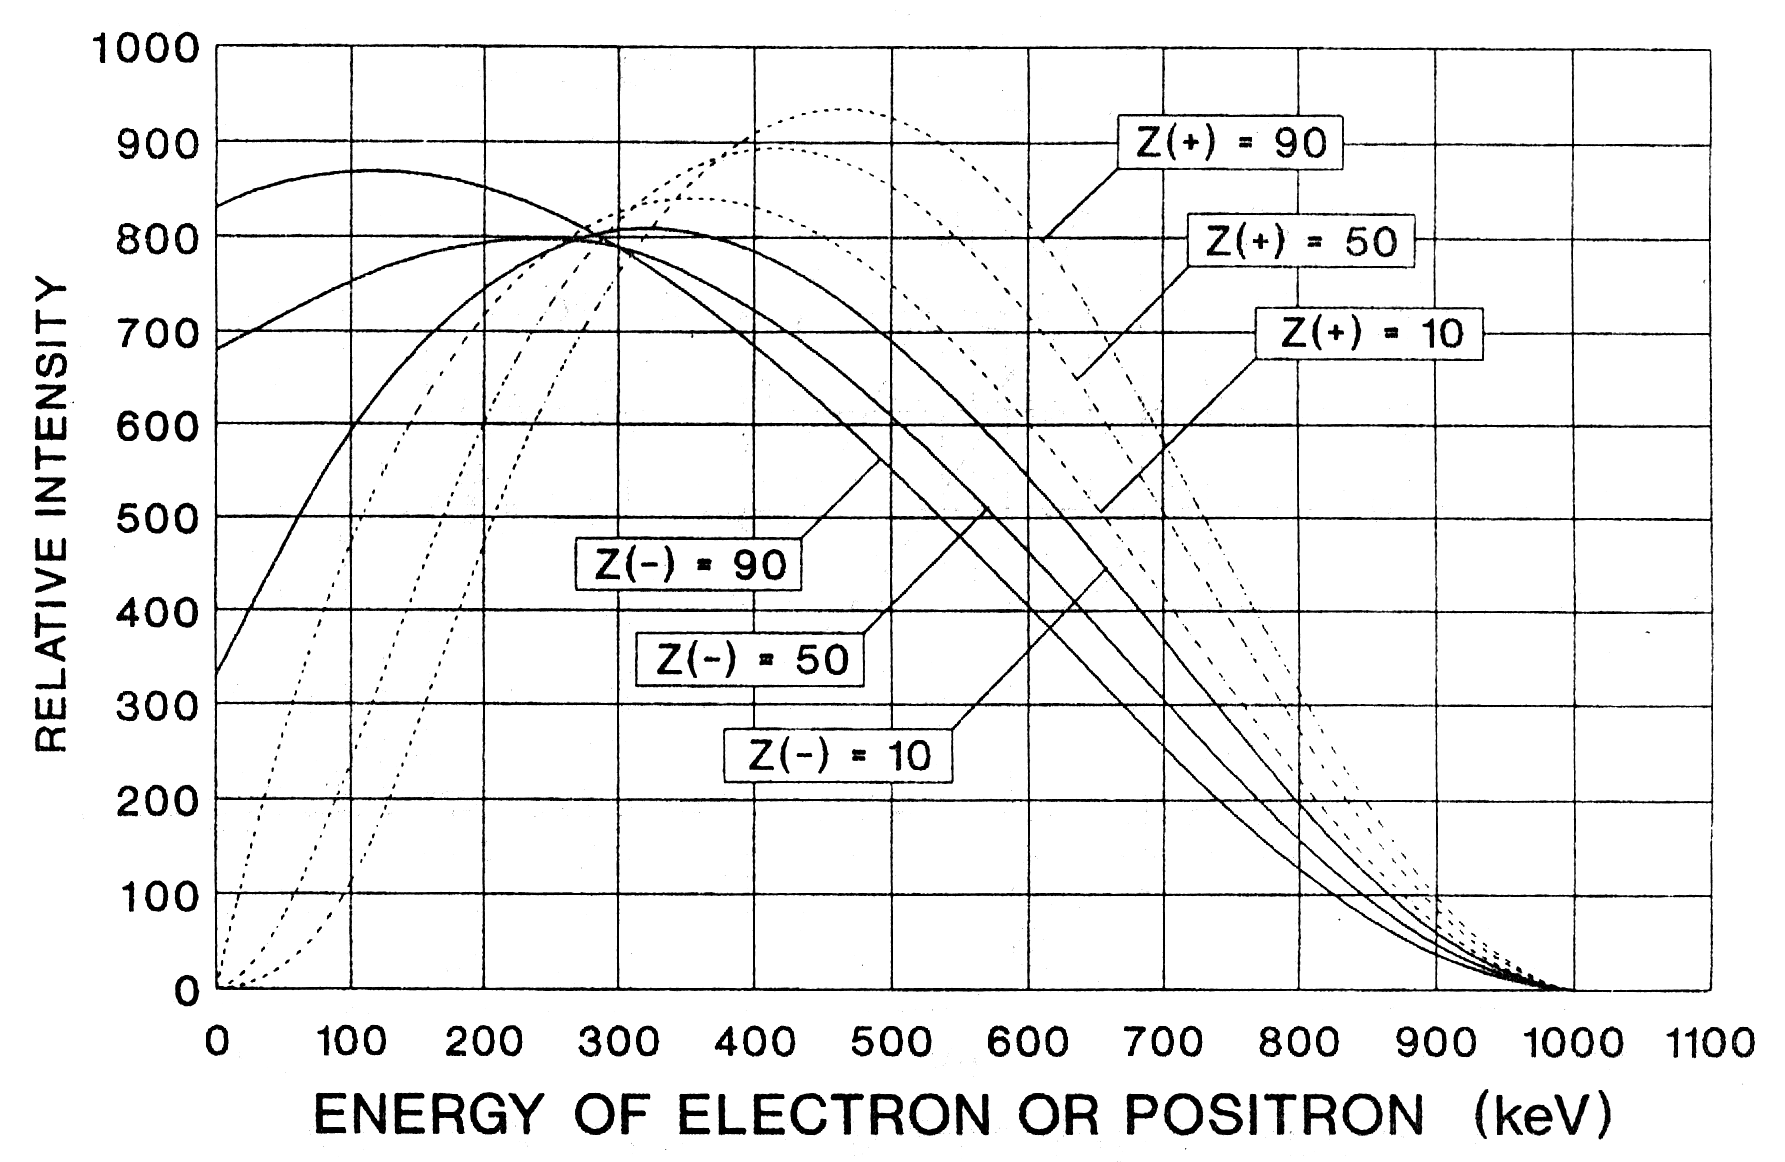 RELATIVE INTENSITY
1000
900
800
700
600
500
400
300
200
100
0
Z(+) = 90
Z(+) = 50
Z(+) = 10
Z(-) = 90
Z(-) = 50
Z(-) = 10
0 100 200 300 400 500 600 700 800 900 1000 1100
ENERGY OF ELECTRON OR POSITRON (keV)